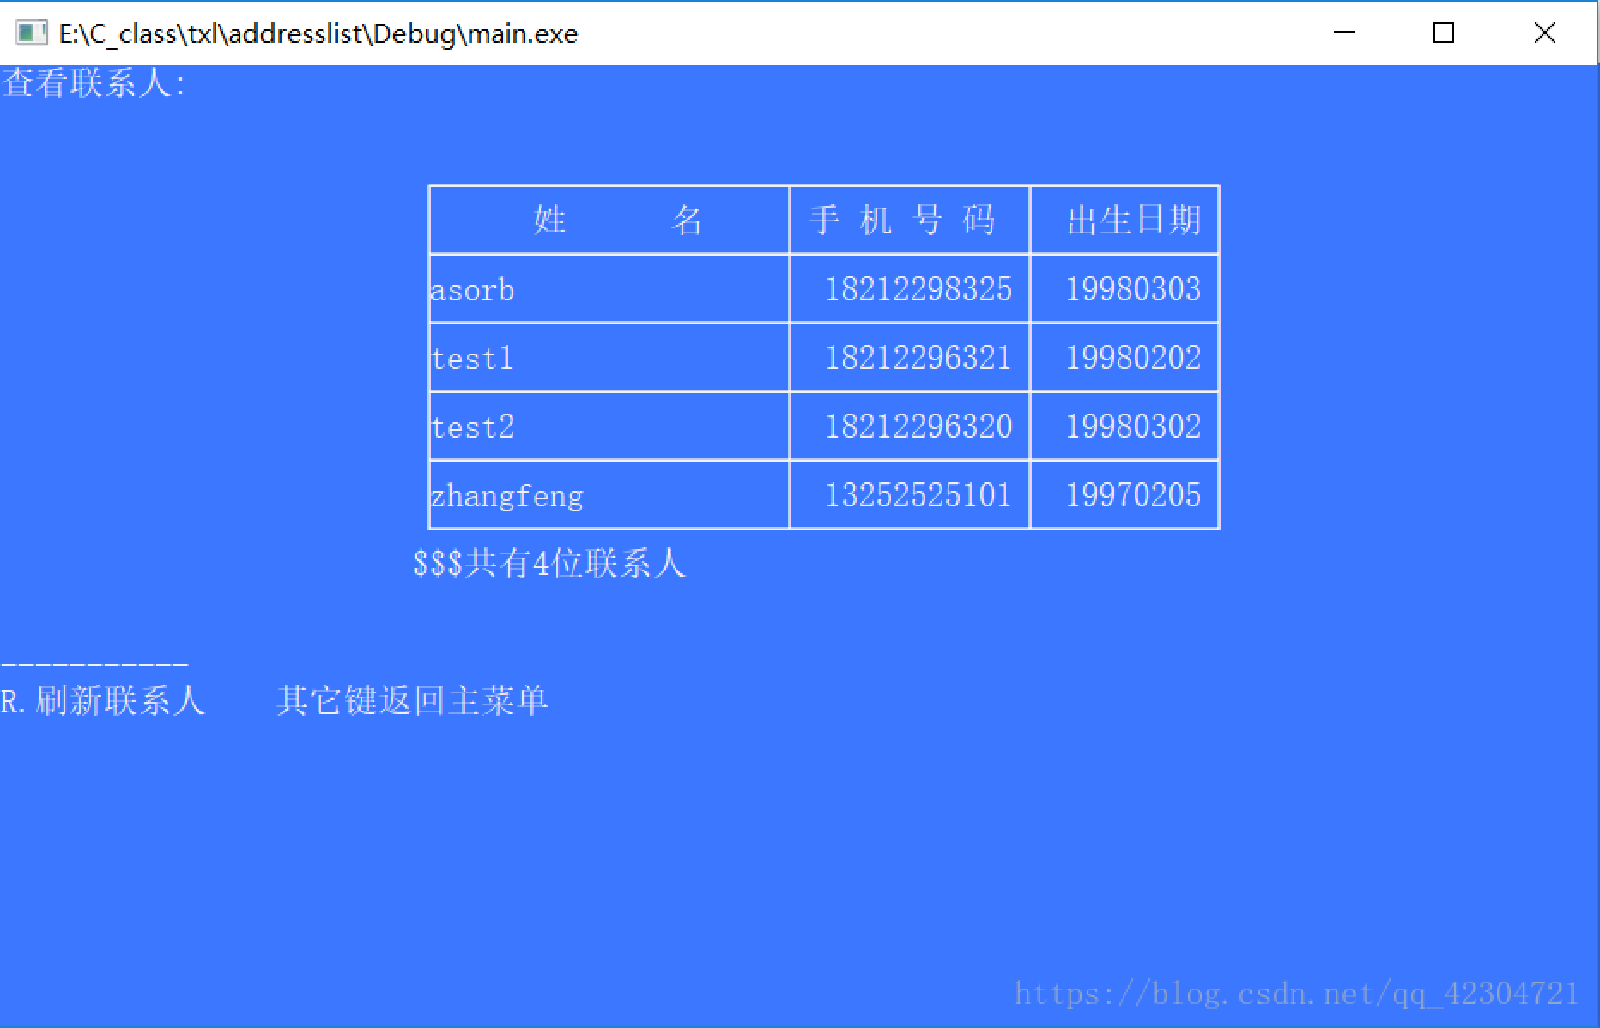 E:\C_class\txl\addresslist\Debug\main.exe
查看联系人:
姓 名 手 机 号 码 出生日期
asorb 18212298325 19980303
test1 18212296321 19980202
test2 18212296320 19980302
zhangfeng 13252525101 19970205
$$$共有4位联系人
-----------
R.刷新联系人 其它键返回主菜单
https://blog.csdn.net/qq_42304721